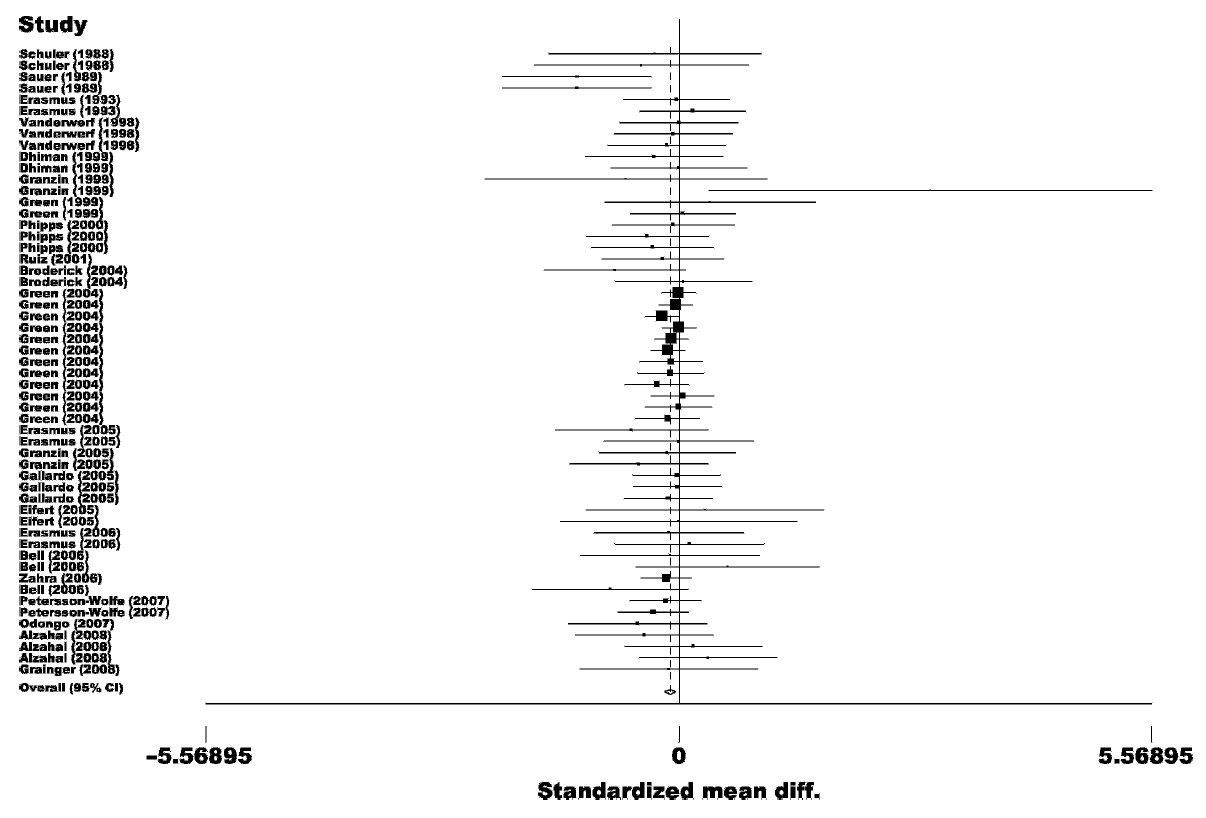 Study
Schuler (1988)
Schuler (1988)
Sauer (1989)
Sauer (1989)
Erasmus (1993)
Erasmus (1993)
Vanderwerf (1998)
Vanderwerf (1998)
Vanderwerf (1998)
Dhiman (1999)
Dhiman (1999)
Granzin (1999)
Granzin (1999)
Green (1999)
Green (1999)
Phipps (2000)
Phipps (2000)
Phipps (2000)
Ruiz (2001)
Broderick (2004)
Broderick (2004)
Green (2004)
Green (2004)
Green (2004)
Green (2004)
Green (2004)
Green (2004)
Green (2004)
Green (2004)
Green (2004)
Green (2004)
Green (2004)
Green (2004)
Erasmus (2005)
Erasmus (2005)
Granzin (2005)
Granzin (2005)
Gallardo (2005)
Gallardo (2005)
Gallardo (2005)
Eifert (2005)
Eifert (2005)
Erasmus (2006)
Erasmus (2006)
Bell (2006)
Bell (2006)
Zahra (2006)
Bell (2006)
Petersson-Wolfe (2007)
Petersson-Wolfe (2007)
Odongo (2007)
Alzahal (2008)
Alzahal (2008)
Alzahal (2008)
Grainger (2008)
Overall (95% CI)
-5.56895 0 5.56895
Standardized mean diff.